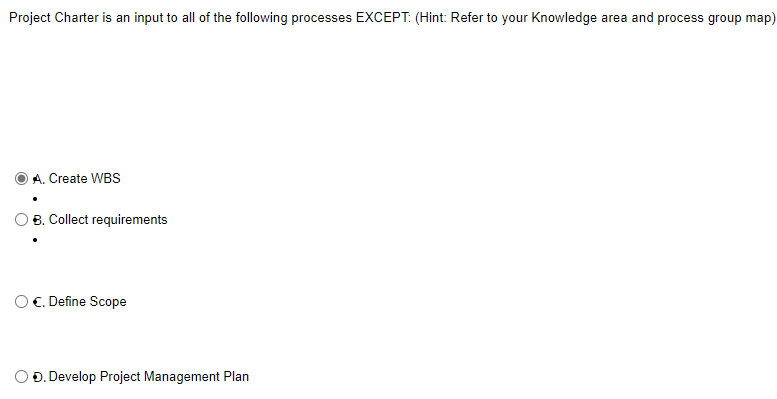 Project Charter is an input to all of the following processes EXCEPT: (Hint: Refer to your Knowledge area and process group map)
A. Create WBS
B. Collect requirements
C. Define Scope
D. Develop Project Management Plan